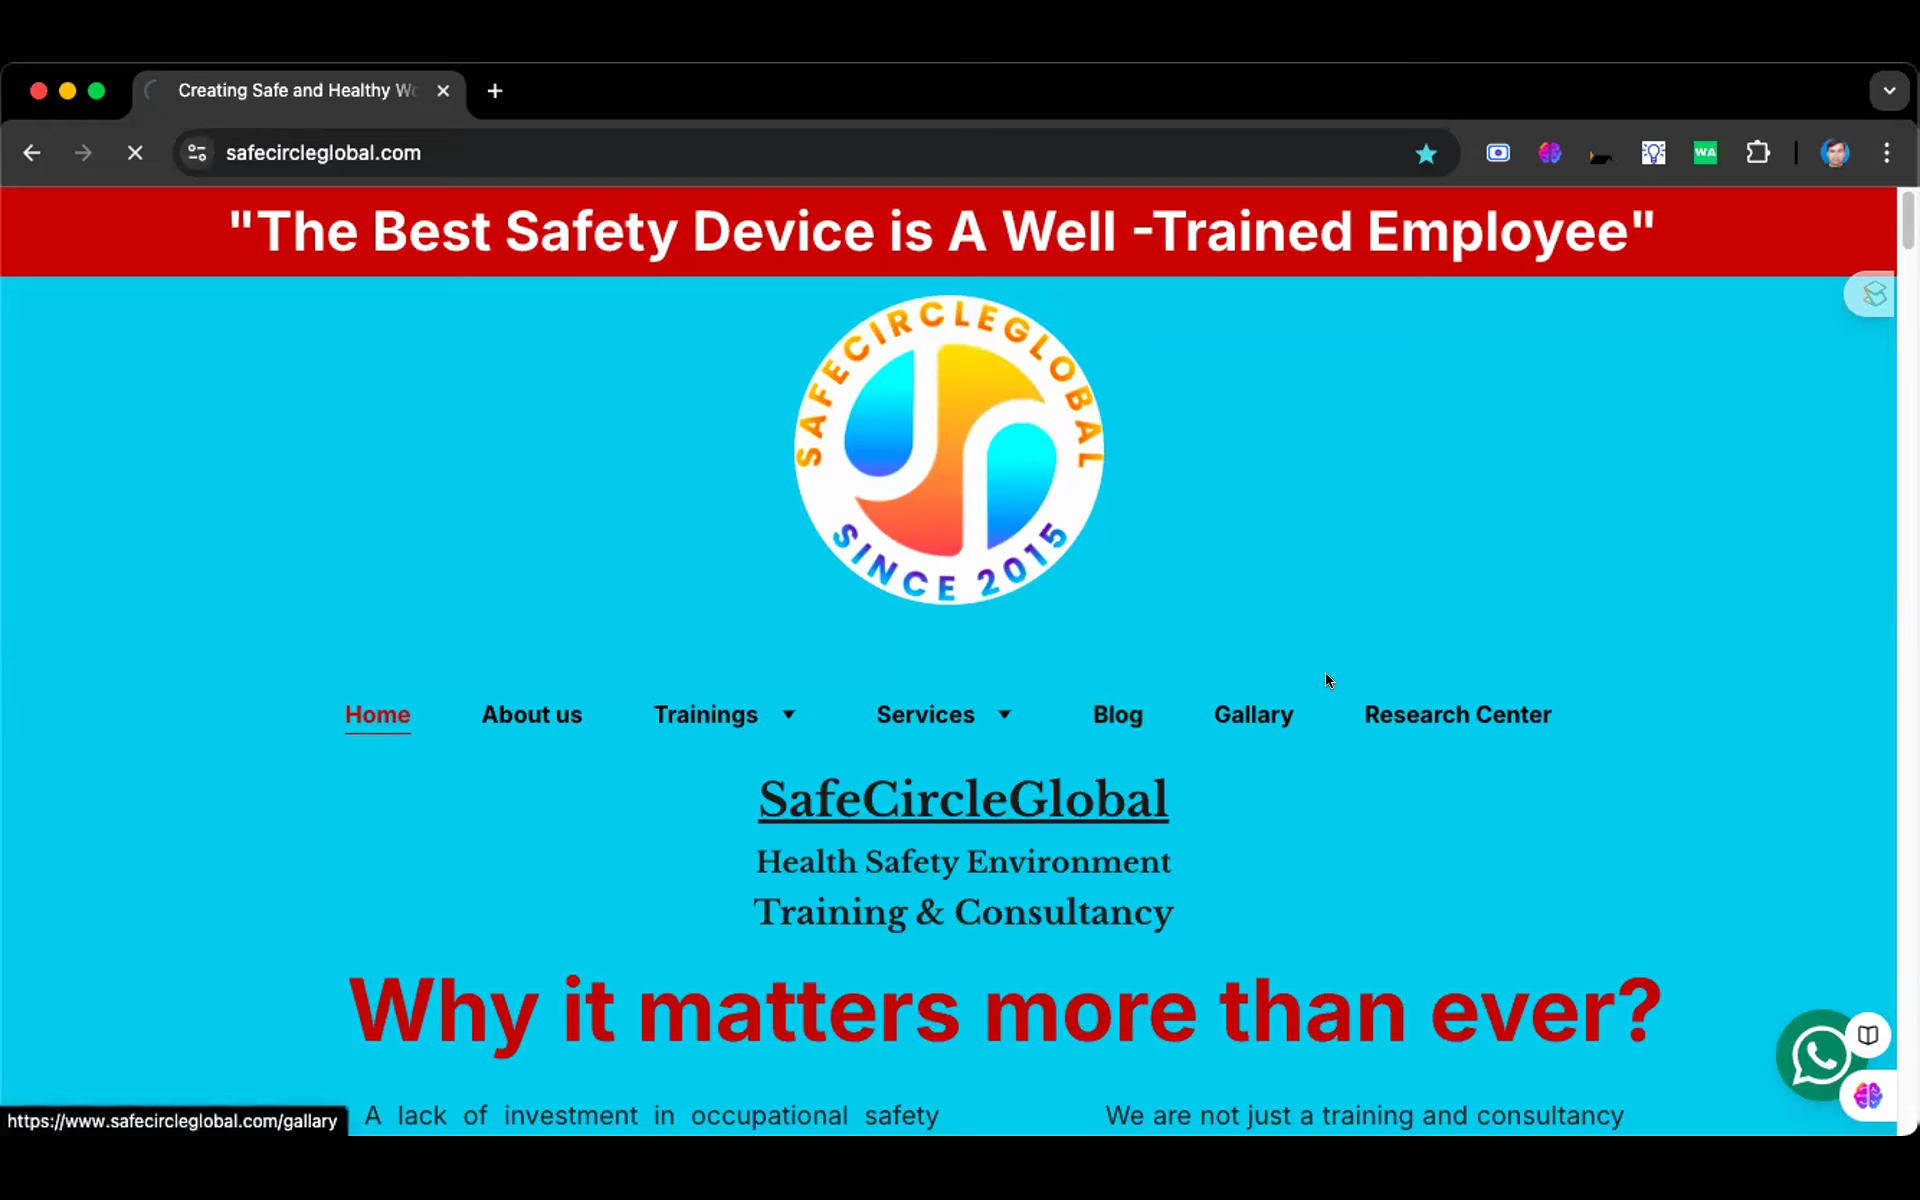 Creating Safe and Healthy Wo
safecircleglobal.com
WA
"The Best Safety Device is A Well -Trained Employee"
SAFECIRCLEGLOBAL
SINCE 2015
Home About us Trainings Services Blog Gallary Research Center
SafeCircleGlobal
Health Safety Environment
Training & Consultancy
Why it matters more than ever?
A lack of investment in occupational safety
We are not just a training and consultancy
https://www.safecircleglobal.com/gallary